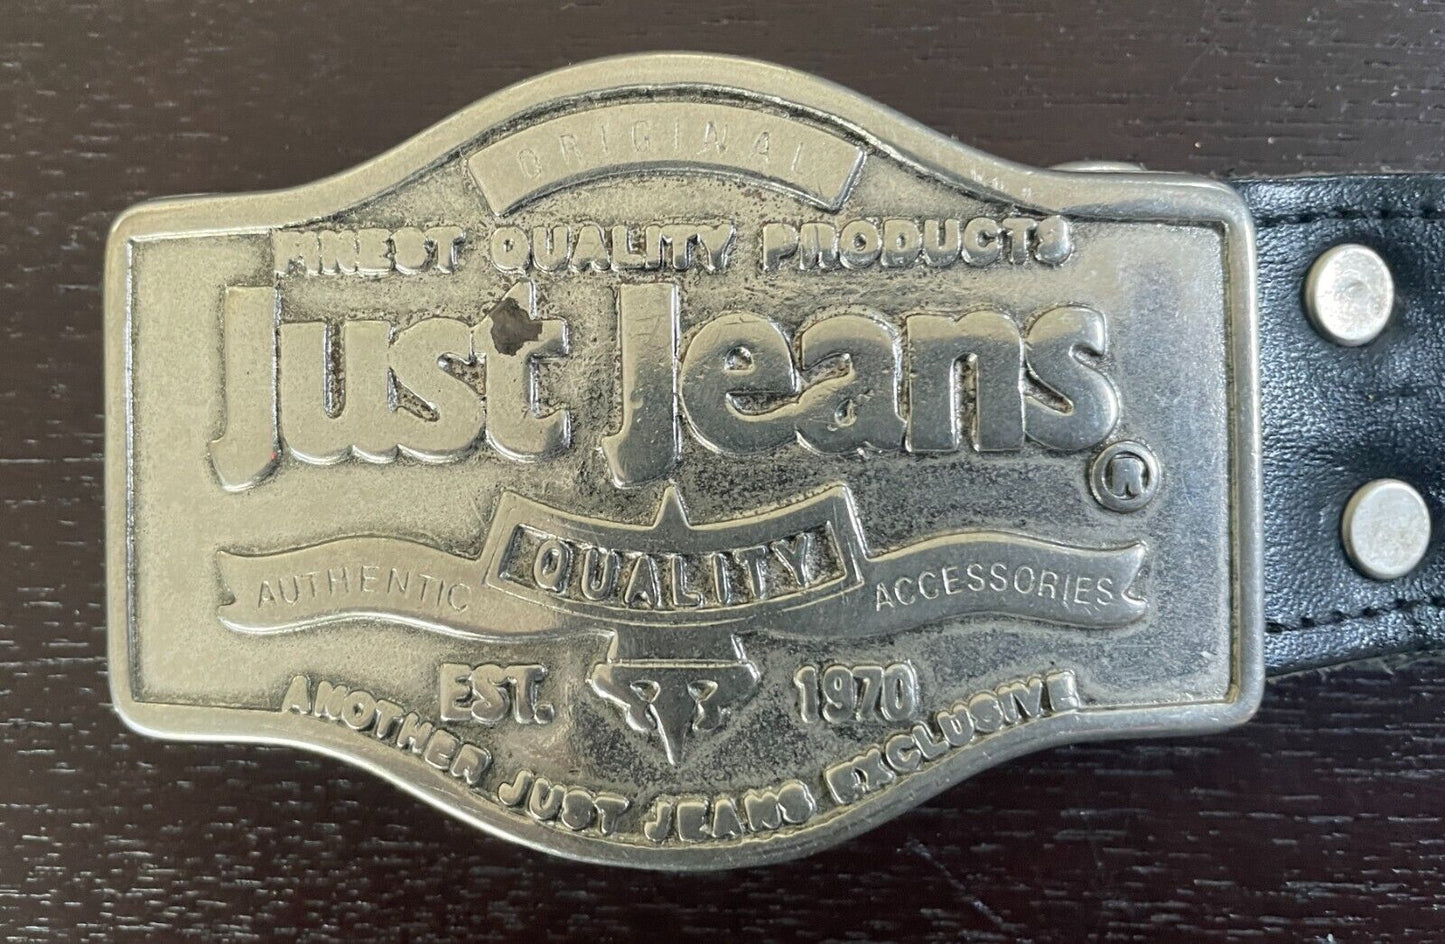 ORIGINAL
FINEST QUALITY PRODUCTS
Just Jeans ®
AUTHENTIC QUALITY ACCESSORIES
EST. 1970
ANOTHER JUST JEANS EXCLUSIVE